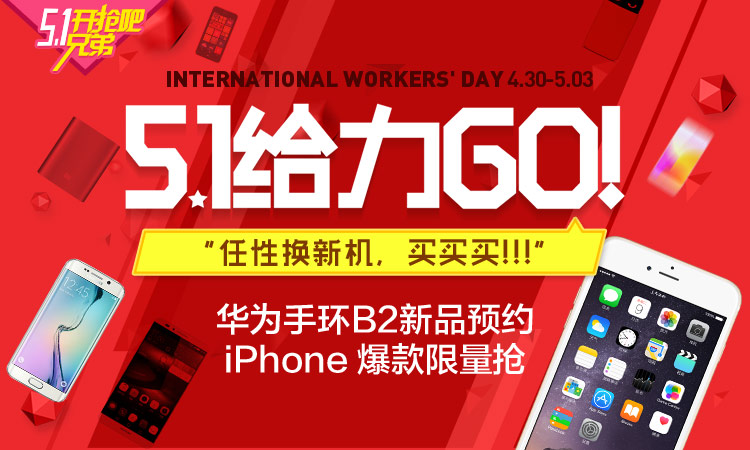 5.1开抢吧
兄弟
INTERNATIONAL WORKERS' DAY 4.30-5.03
5.1给力GO!
“任性换新机，买买买!!!”
华为手环B2新品预约
iPhone 爆款限量抢